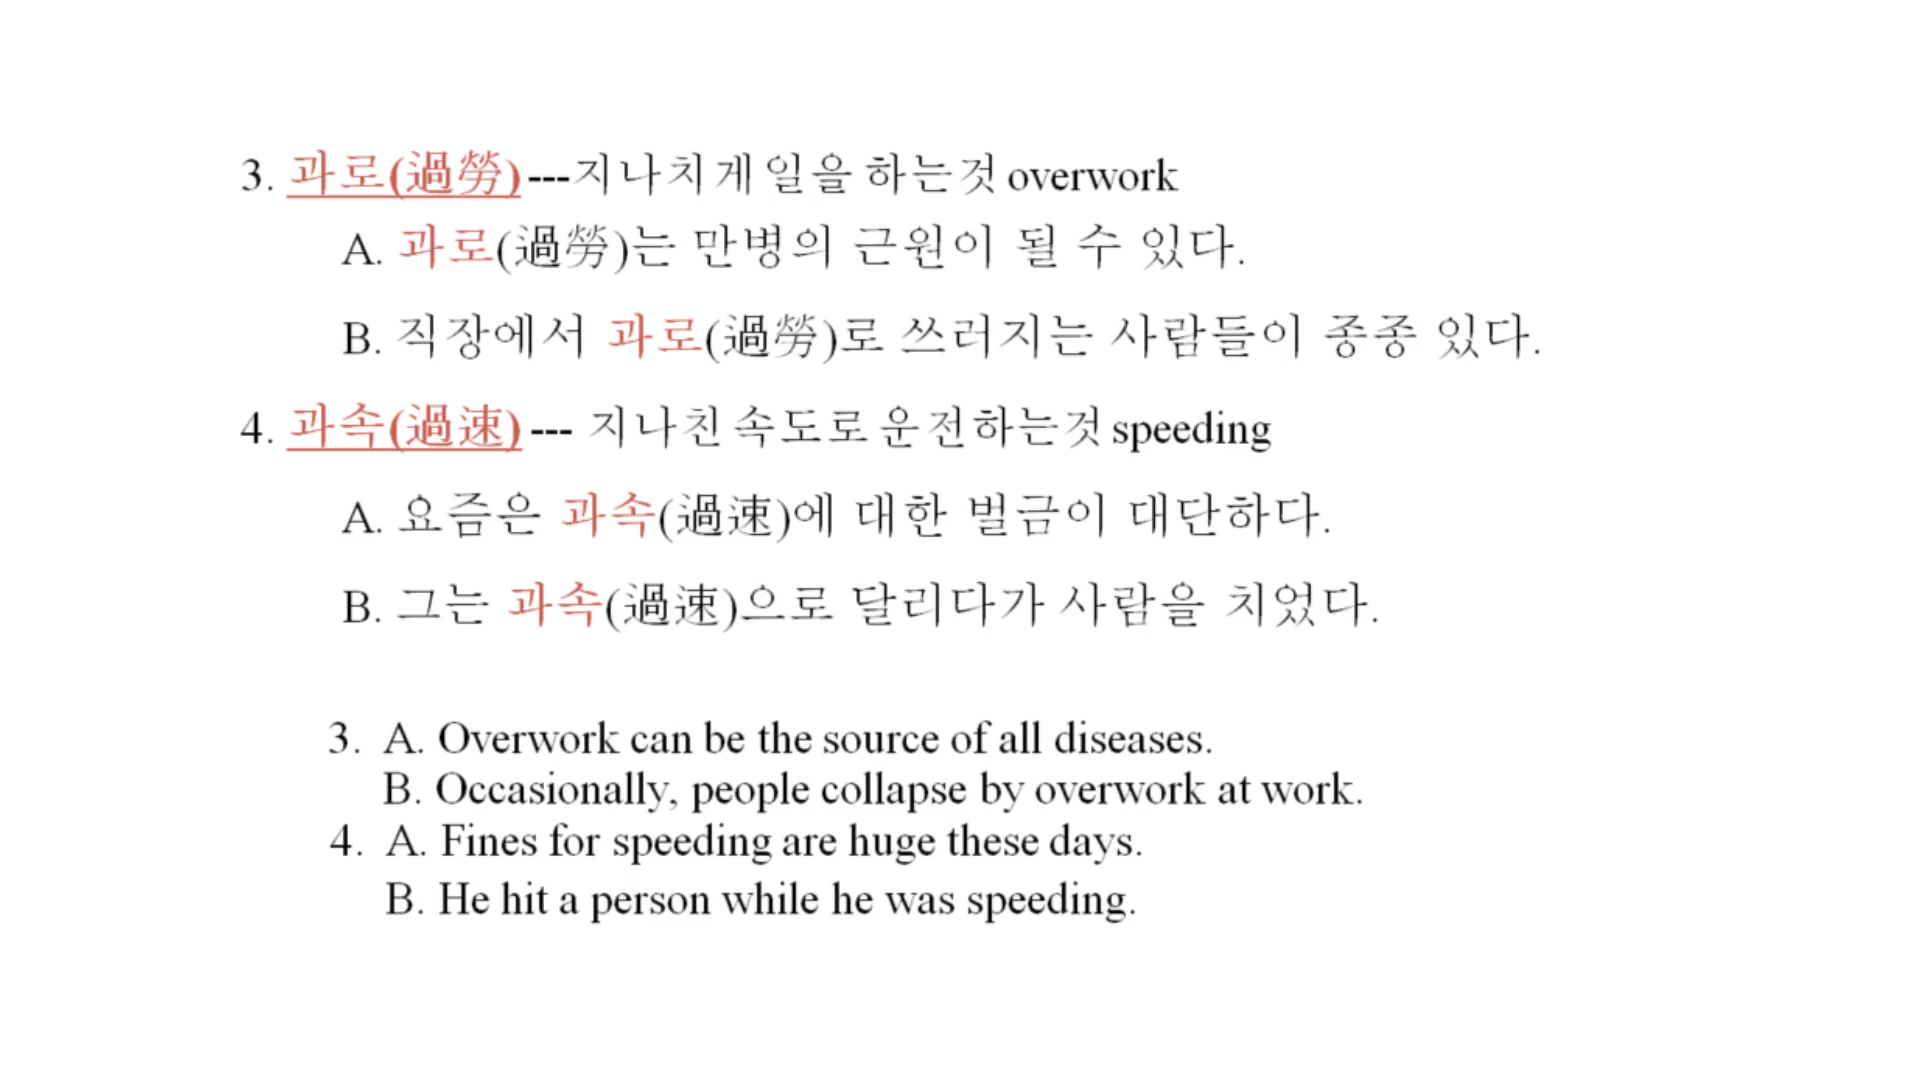 3. 과로(過勞)---지나치게 일을 하는것 overwork
A. 과로(過勞)는 만병의 근원이 될 수 있다.
B. 직장에서 과로(過勞)로 쓰러지는 사람들이 종종 있다.
4. 과속(過速)--- 지나친 속도로 운전하는것 speeding
A. 요즘은 과속(過速)에 대한 벌금이 대단하다.
B. 그는 과속(過速)으로 달리다가 사람을 치었다.
3. A. Overwork can be the source of all diseases.
B. Occasionally, people collapse by overwork at work.
4. A. Fines for speeding are huge these days.
B. He hit a person while he was speeding.